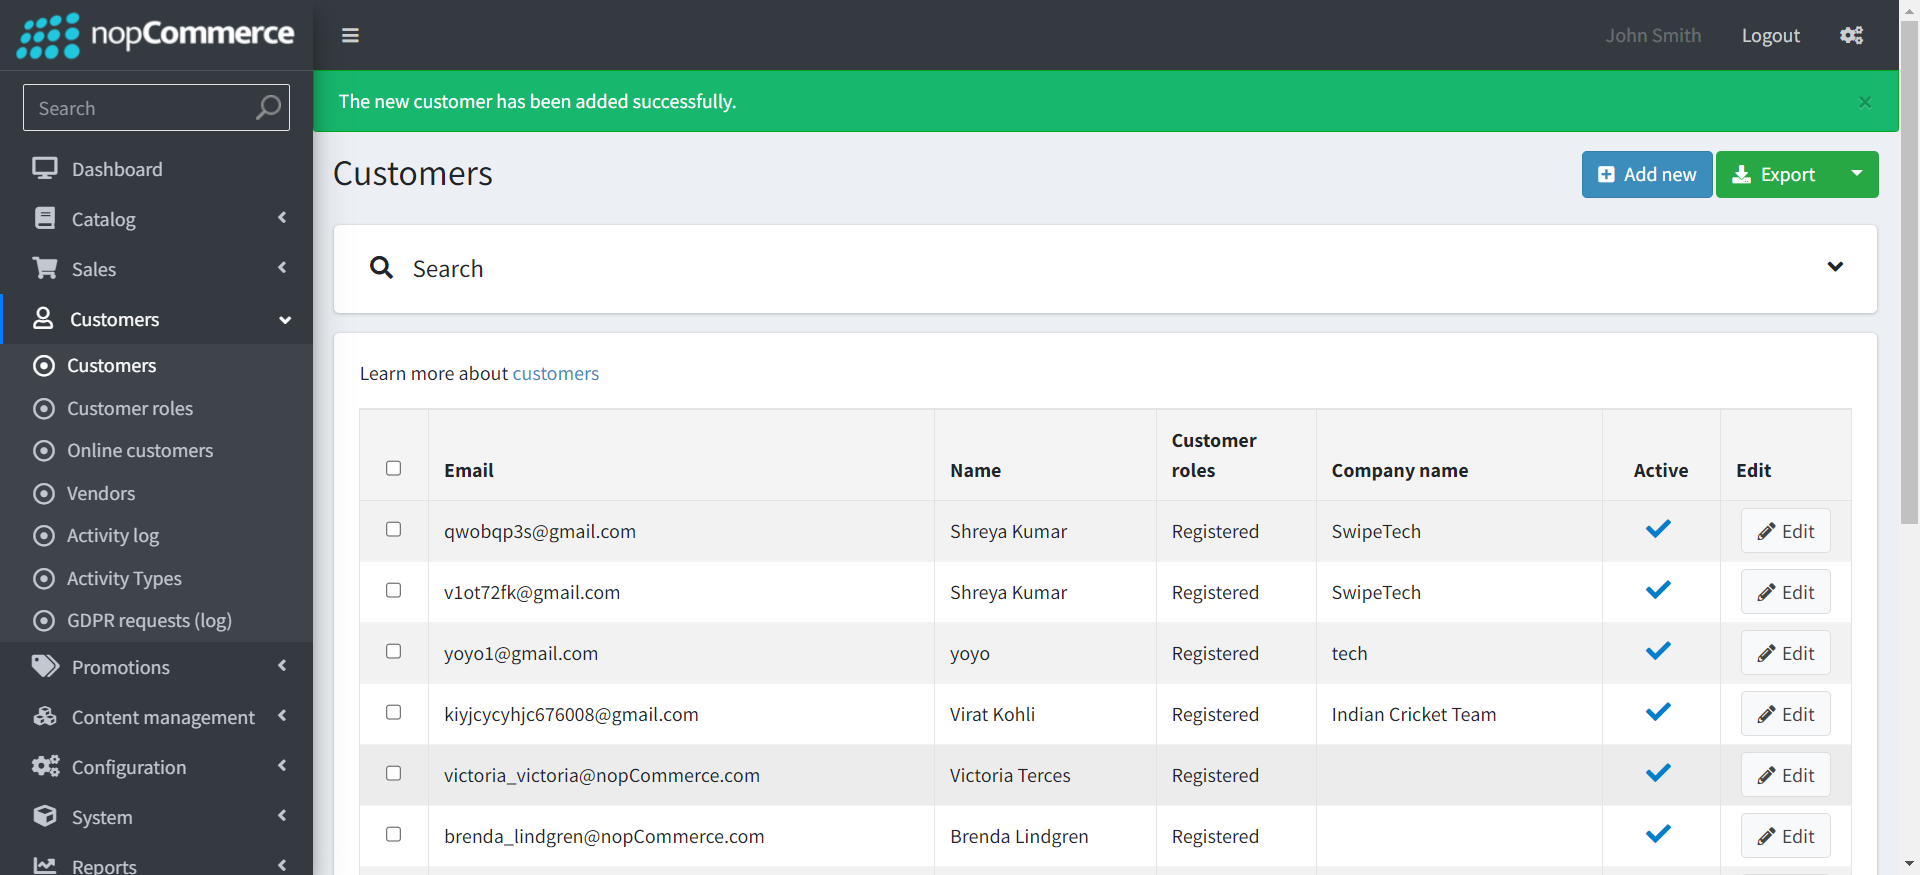 nopCommerce
John Smith
Logout
The new customer has been added successfully.
×
Search
Dashboard
Catalog
Sales
Customers
Customers
Customer roles
Online customers
Vendors
Activity log
Activity Types
GDPR requests (log)
Promotions
Content management
Configuration
System
Reports
Customers
Add new
Export
Search
Learn more about customers
Email Name Customer roles Company name Active Edit
qwobqp3s@gmail.com Shreya Kumar Registered SwipeTech Edit
v1ot72fk@gmail.com Shreya Kumar Registered SwipeTech Edit
yoyo1@gmail.com yoyo Registered tech Edit
kiyjcycyhjc676008@gmail.com Virat Kohli Registered Indian Cricket Team Edit
victoria_victoria@nopCommerce.com Victoria Terces Registered Edit
brenda_lindgren@nopCommerce.com Brenda Lindgren Registered Edit